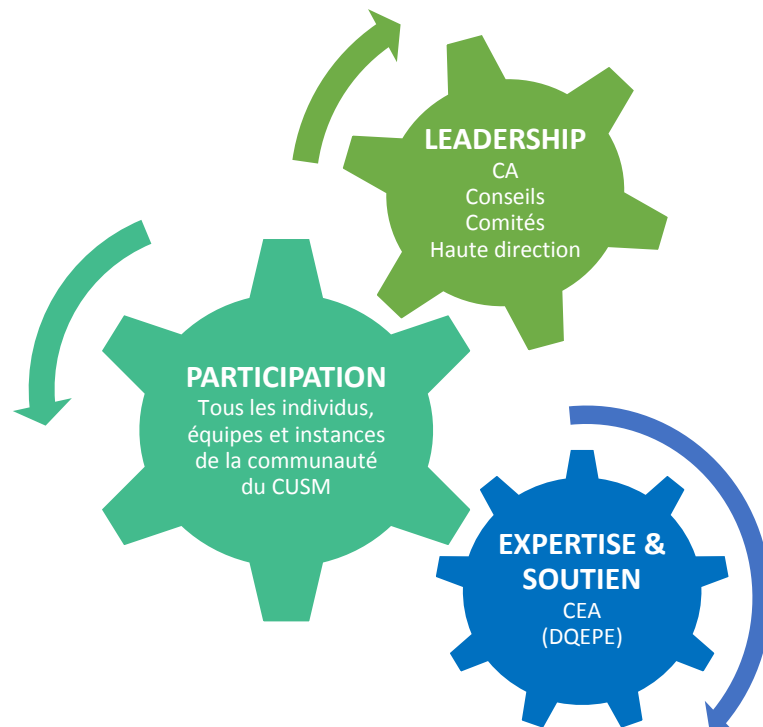 LEADERSHIP
CA
Conseils
Comités
Haute direction
PARTICIPATION
Tous les individus,
équipes et instances
de la communauté
du CUSM
EXPERTISE &
SOUTIEN
CEA
(DQEPE)